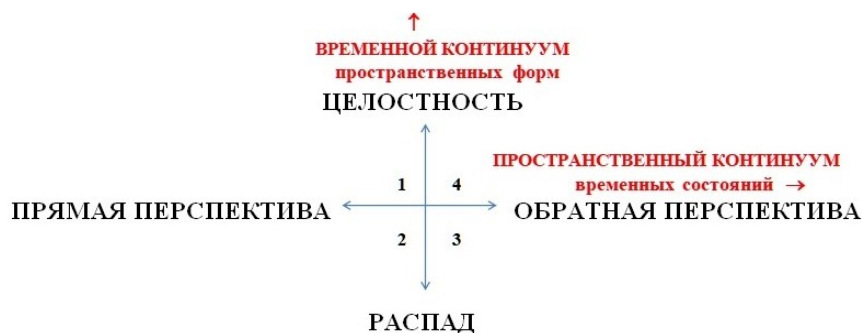 ↑
ВРЕМЕННОЙ КОНТИНУУМ
пространственных форм
ЦЕЛОСТНОСТЬ
ПРОСТРАНСТВЕННЫЙ КОНТИНУУМ
временных состояний →
1 4
ПРЯМАЯ ПЕРСПЕКТИВА ОБРАТНАЯ ПЕРСПЕКТИВА
2 3
РАСПАД